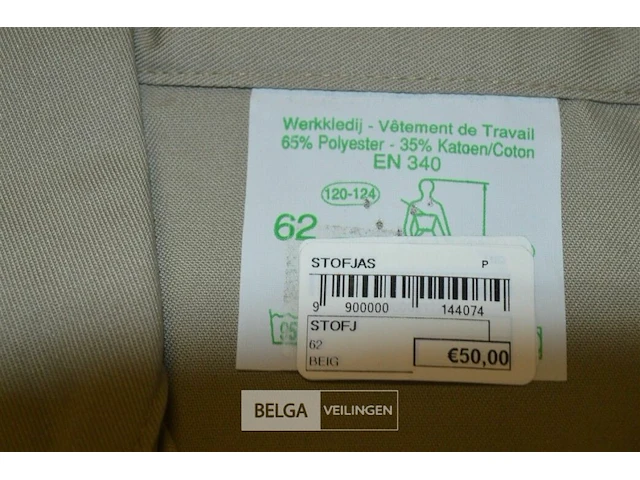 Werkkledij - Vêtement de Travail
65% Polyester - 35% Katoen/Coton
EN 340
120-124
62
STOFJAS P
9 900000 144074
STOFJ
62
BEIG
€50,00
BELGA VEILINGEN